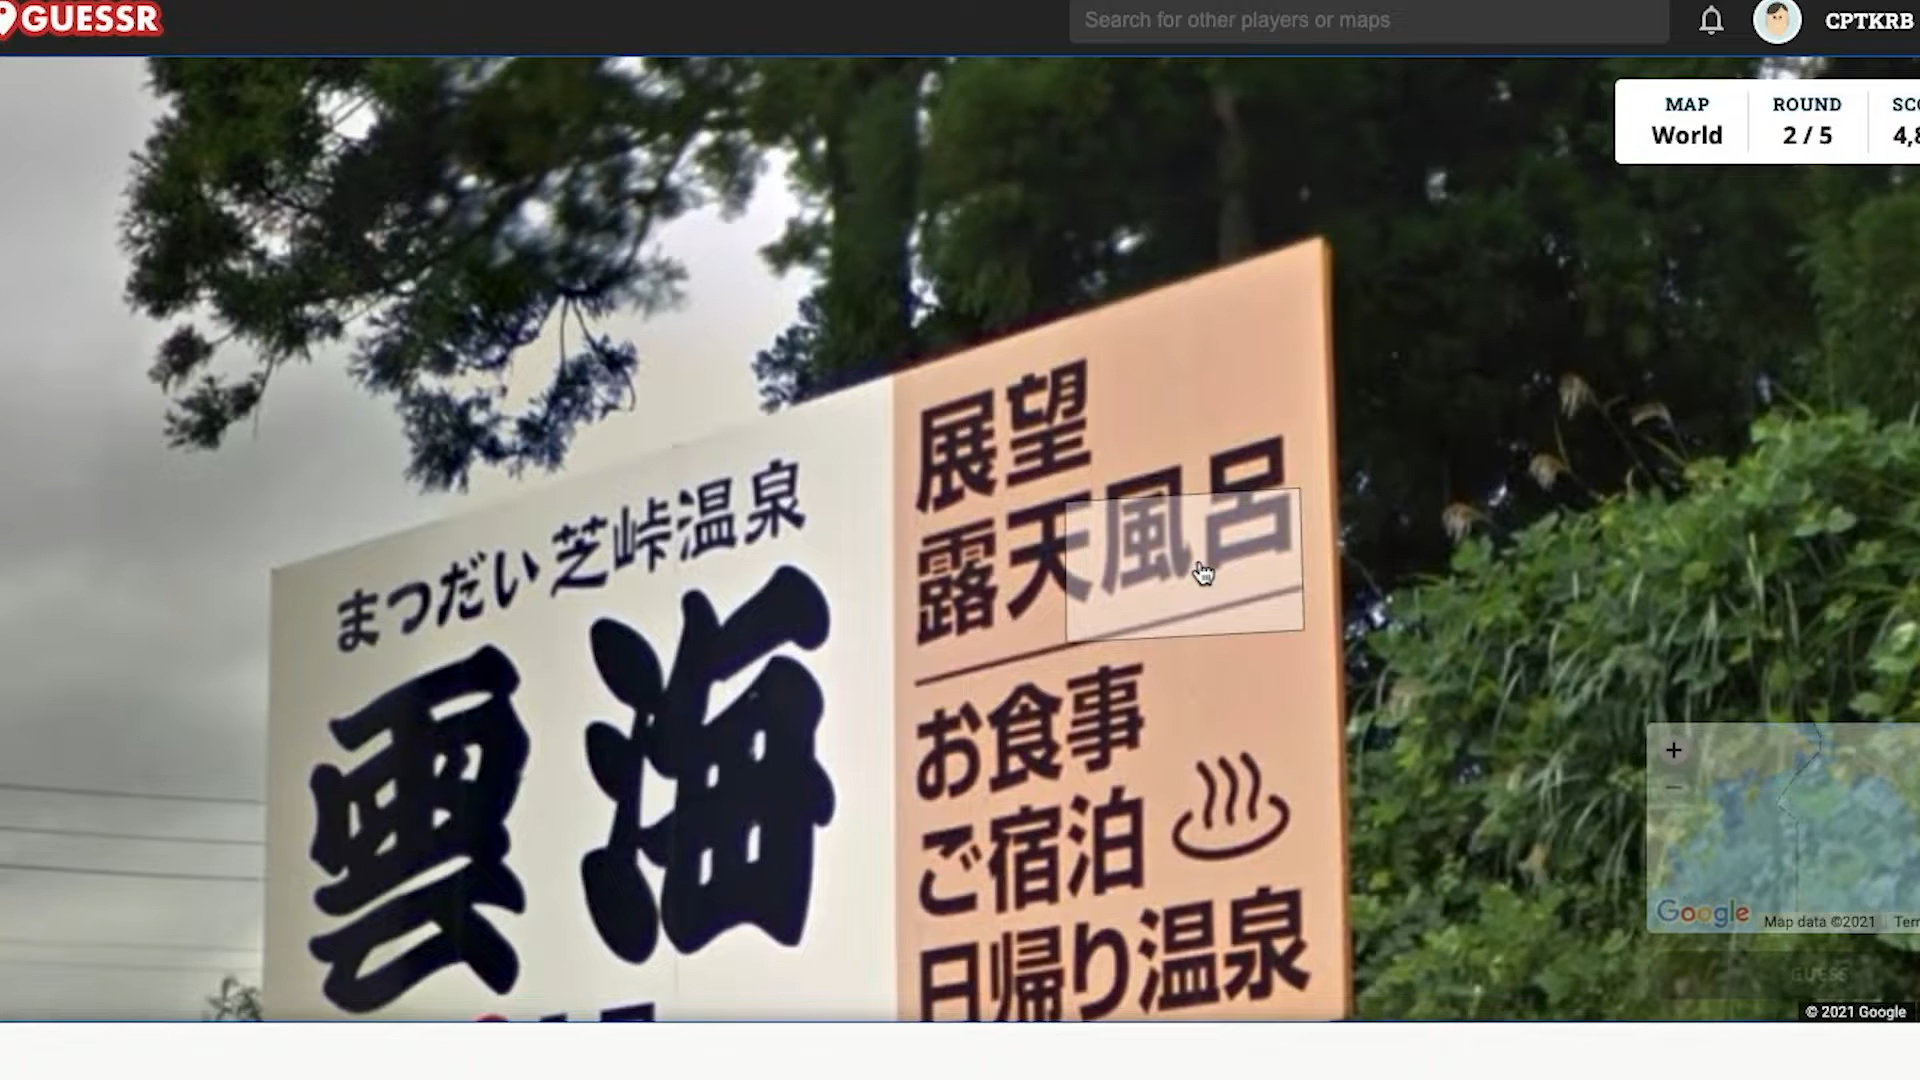 GUESSR
Search for other players or maps
CPTKRB
MAP
World
ROUND
2 / 5
まつだい芝峠温泉
雲海
展望
露天風呂
お食事
ご宿泊
日帰り温泉
+
−
Google
Map data ©2021
GUESS
© 2021 Google